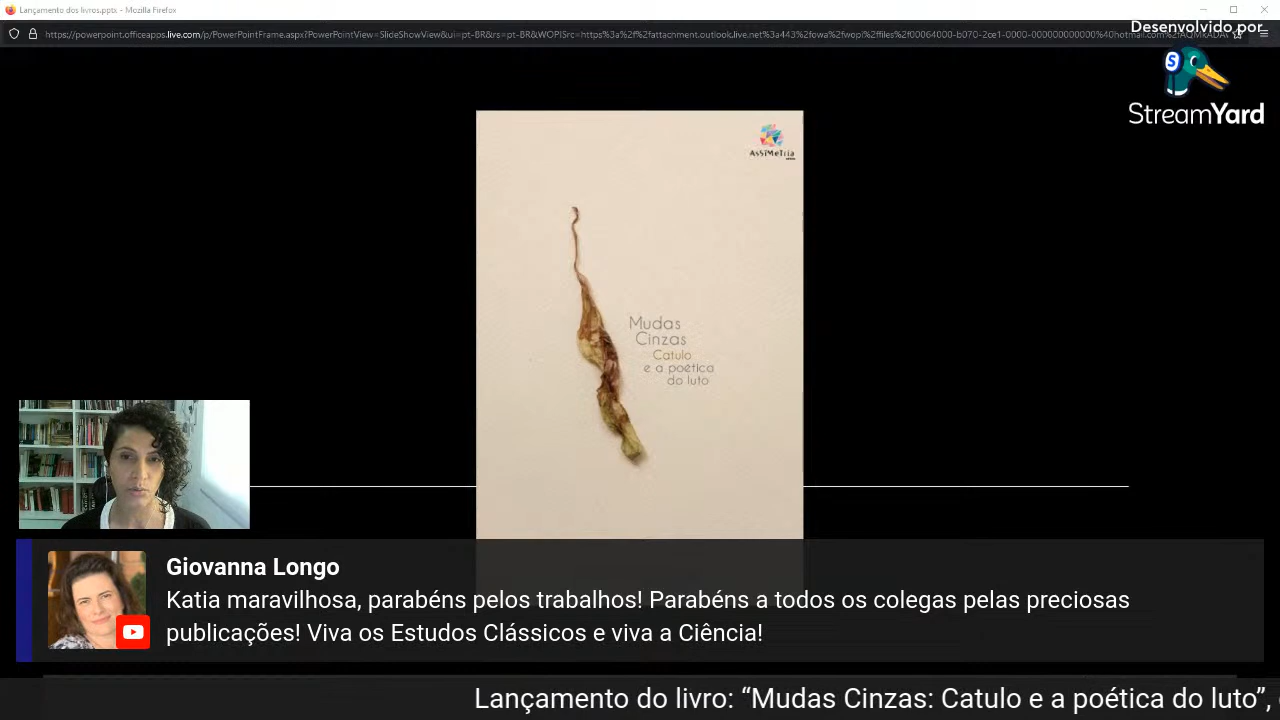 Lançamento dos livros.pptx - Mozilla Firefox
Desenvolvido por
StreamYard
AssiMeTria
Mudas
Cinzas
Catulo
e a poética
do luto
Giovanna Longo
Katia maravilhosa, parabéns pelos trabalhos! Parabéns a todos os colegas pelas preciosas
publicações! Viva os Estudos Clássicos e viva a Ciência!
Lançamento do livro: “Mudas Cinzas: Catulo e a poética do luto”,